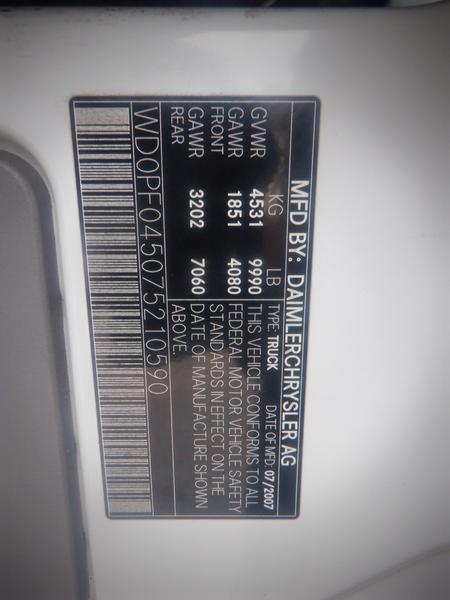 MFD BY: DAIMLERCHRYSLER AG
DATE OF MFD: 07/2007
KG LB TYPE: TRUCK
GVWR 4531 9990 THIS VEHICLE CONFORMS TO ALL
GAWR FRONT 1851 4080 FEDERAL MOTOR VEHICLE SAFETY
STANDARDS IN EFFECT ON THE
GAWR REAR 3202 7060 DATE OF MANUFACTURE SHOWN
ABOVE.
WD0PF045075210590